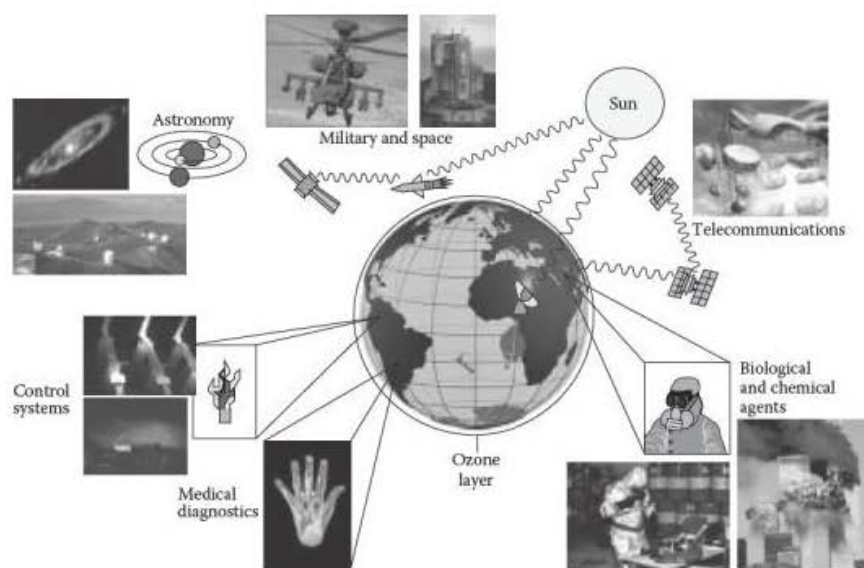 Astronomy
Military and space
Sun
Telecommunications
Control
systems
Medical
diagnostics
Ozone
layer
Biological
and chemical
agents